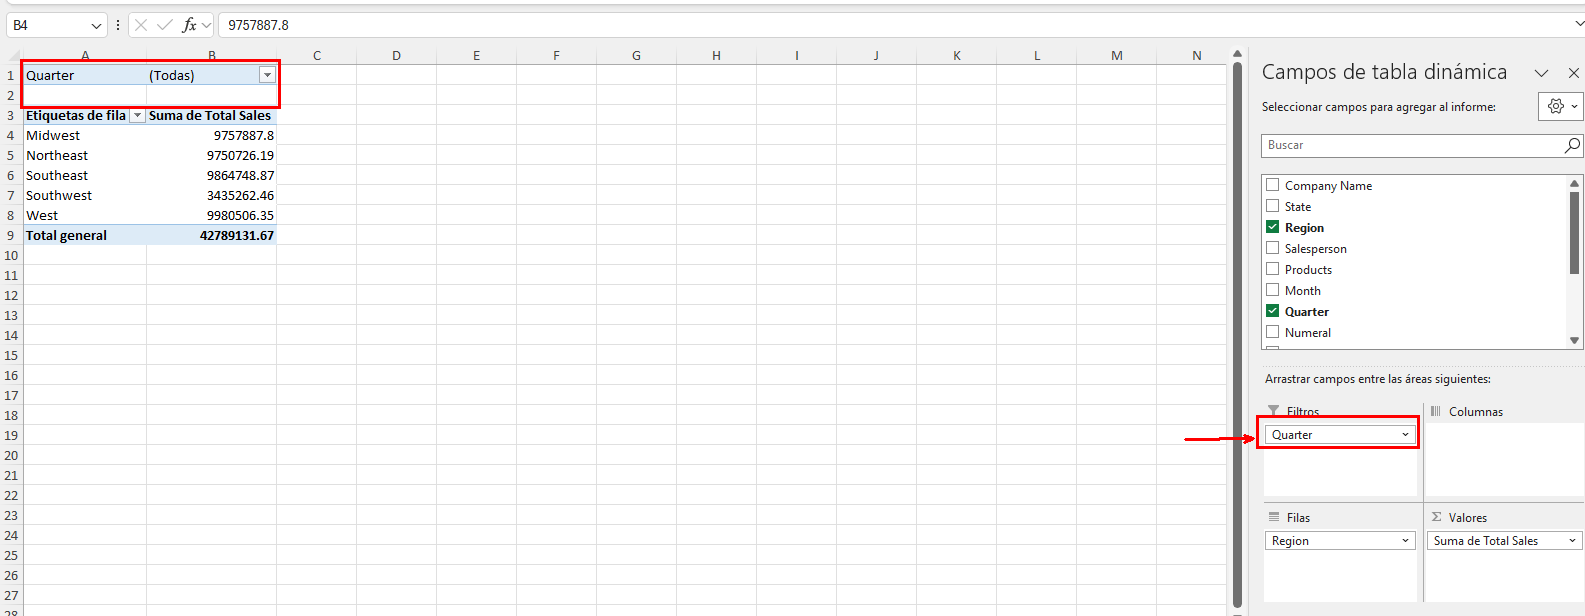 B4 fx 9757887.8
A B C D E F G H I J K L M N
1 Quarter (Todas)
2
3 Etiquetas de fila Suma de Total Sales
4 Midwest 9757887.8
5 Northeast 9750726.19
6 Southeast 9864748.87
7 Southwest 3435262.46
8 West 9980506.35
9 Total general 42789131.67
10
11
12
13
14
15
16
17
18
19
20
21
22
23
24
25
26
27
28
Campos de tabla dinámica
Seleccionar campos para agregar al informe:
Buscar
Company Name
State
Region
Salesperson
Products
Month
Quarter
Numeral
Arrastrar campos entre las áreas siguientes:
Filtros Columnas
Quarter
Filas Σ Valores
Region Suma de Total Sales